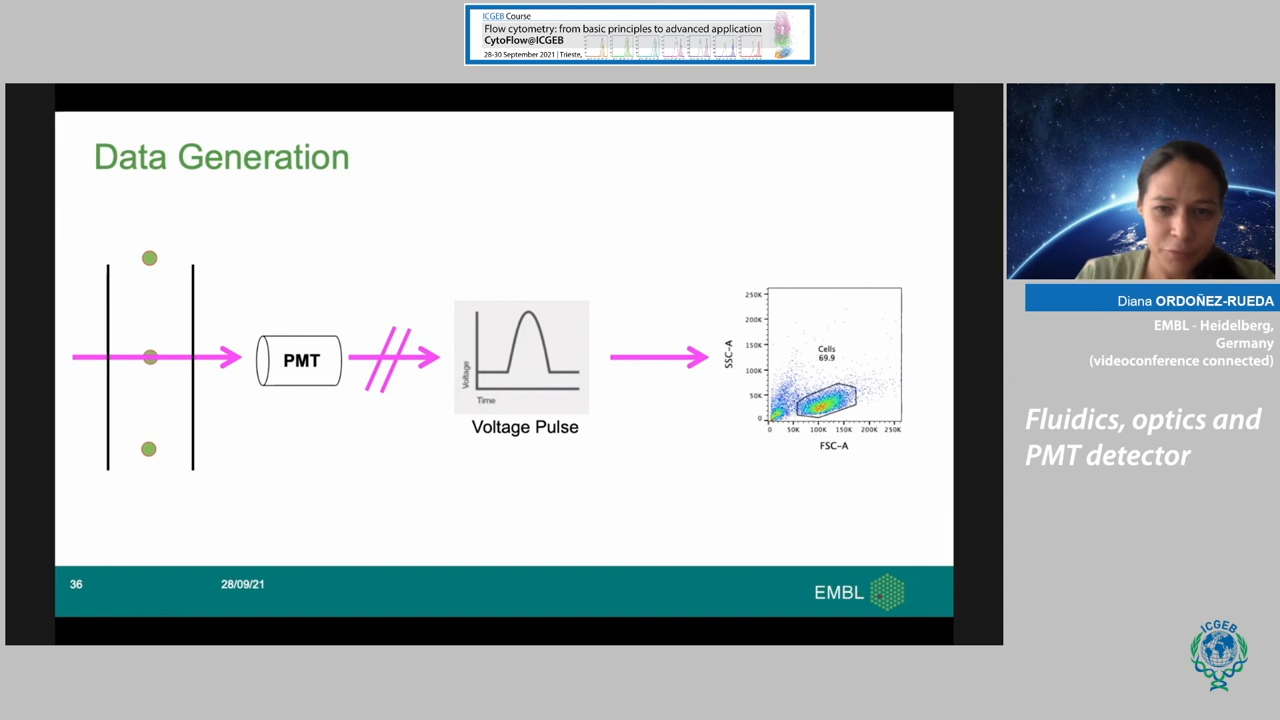 ICGEB Course
Flow cytometry: from basic principles to advanced application
CytoFlow@ICGEB
28-30 September 2021 | Trieste,
Data Generation
PMT
Voltage
Time
Voltage Pulse
SSC-A
250K
200K
150K
100K
50K
0
Cells
69.9
0 50K 100K 150K 200K 250K
FSC-A
36
28/09/21
EMBL
Diana ORDOÑEZ-RUEDA
EMBL - Heidelberg,
Germany
(videoconference connected)
Fluidics, optics and
PMT detector
ICGEB